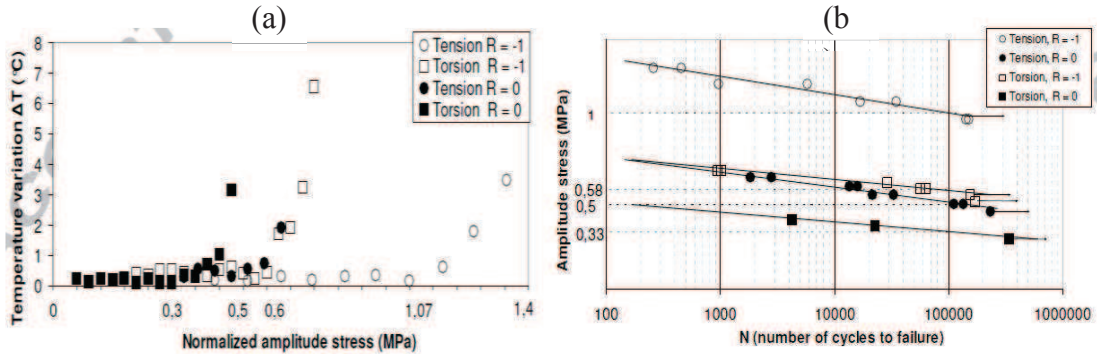 (a)
Temperature variation ΔT (°C)
8
7
6
5
4
3
2
1
0
0
0.3
0,5
0,6
1,07
1,4
Normalized amplitude stress (MPa)
Tension R = -1
Torsion R = -1
Tension R = 0
Torsion R = 0
(b)
Amplitude stress (MPa)
1
0,58
0,5
0,33
100
1000
10000
100000
1000000
N (number of cycles to failure)
Tension, R = -1
Tension, R = 0
Torsion, R = -1
Torsion, R = 0